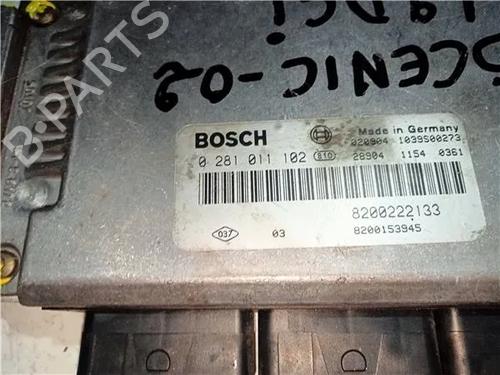 1.9DCi
SCENIC-02
B-PARTS
BOSCH
Made in Germany
020904 1039S00273
0 281 011 102 810 28904 1154 0361
8200222133
037 03 8200153945
D D